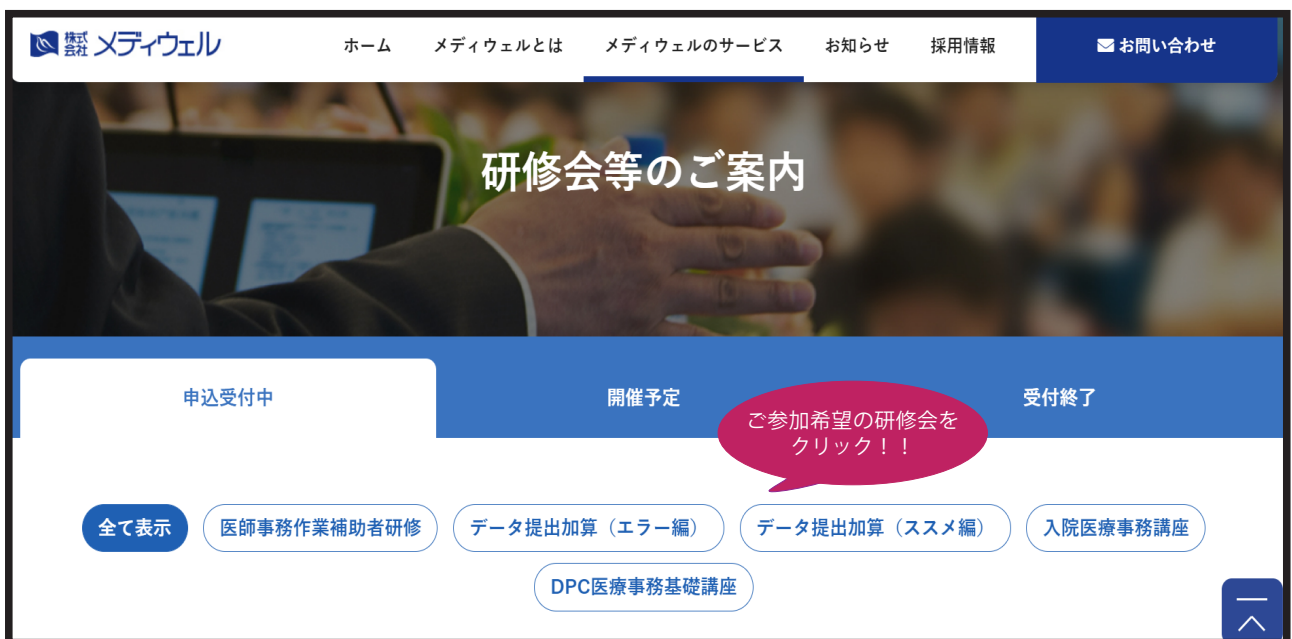 株式会社 メディウェル
ホーム メディウェルとは メディウェルのサービス お知らせ 採用情報 お問い合わせ
研修会等のご案内
申込受付中 開催予定 受付終了
ご参加希望の研修会を
クリック！！
全て表示 医師事務作業補助者研修 データ提出加算（エラー編） データ提出加算（ススメ編） 入院医療事務講座
DPC医療事務基礎講座